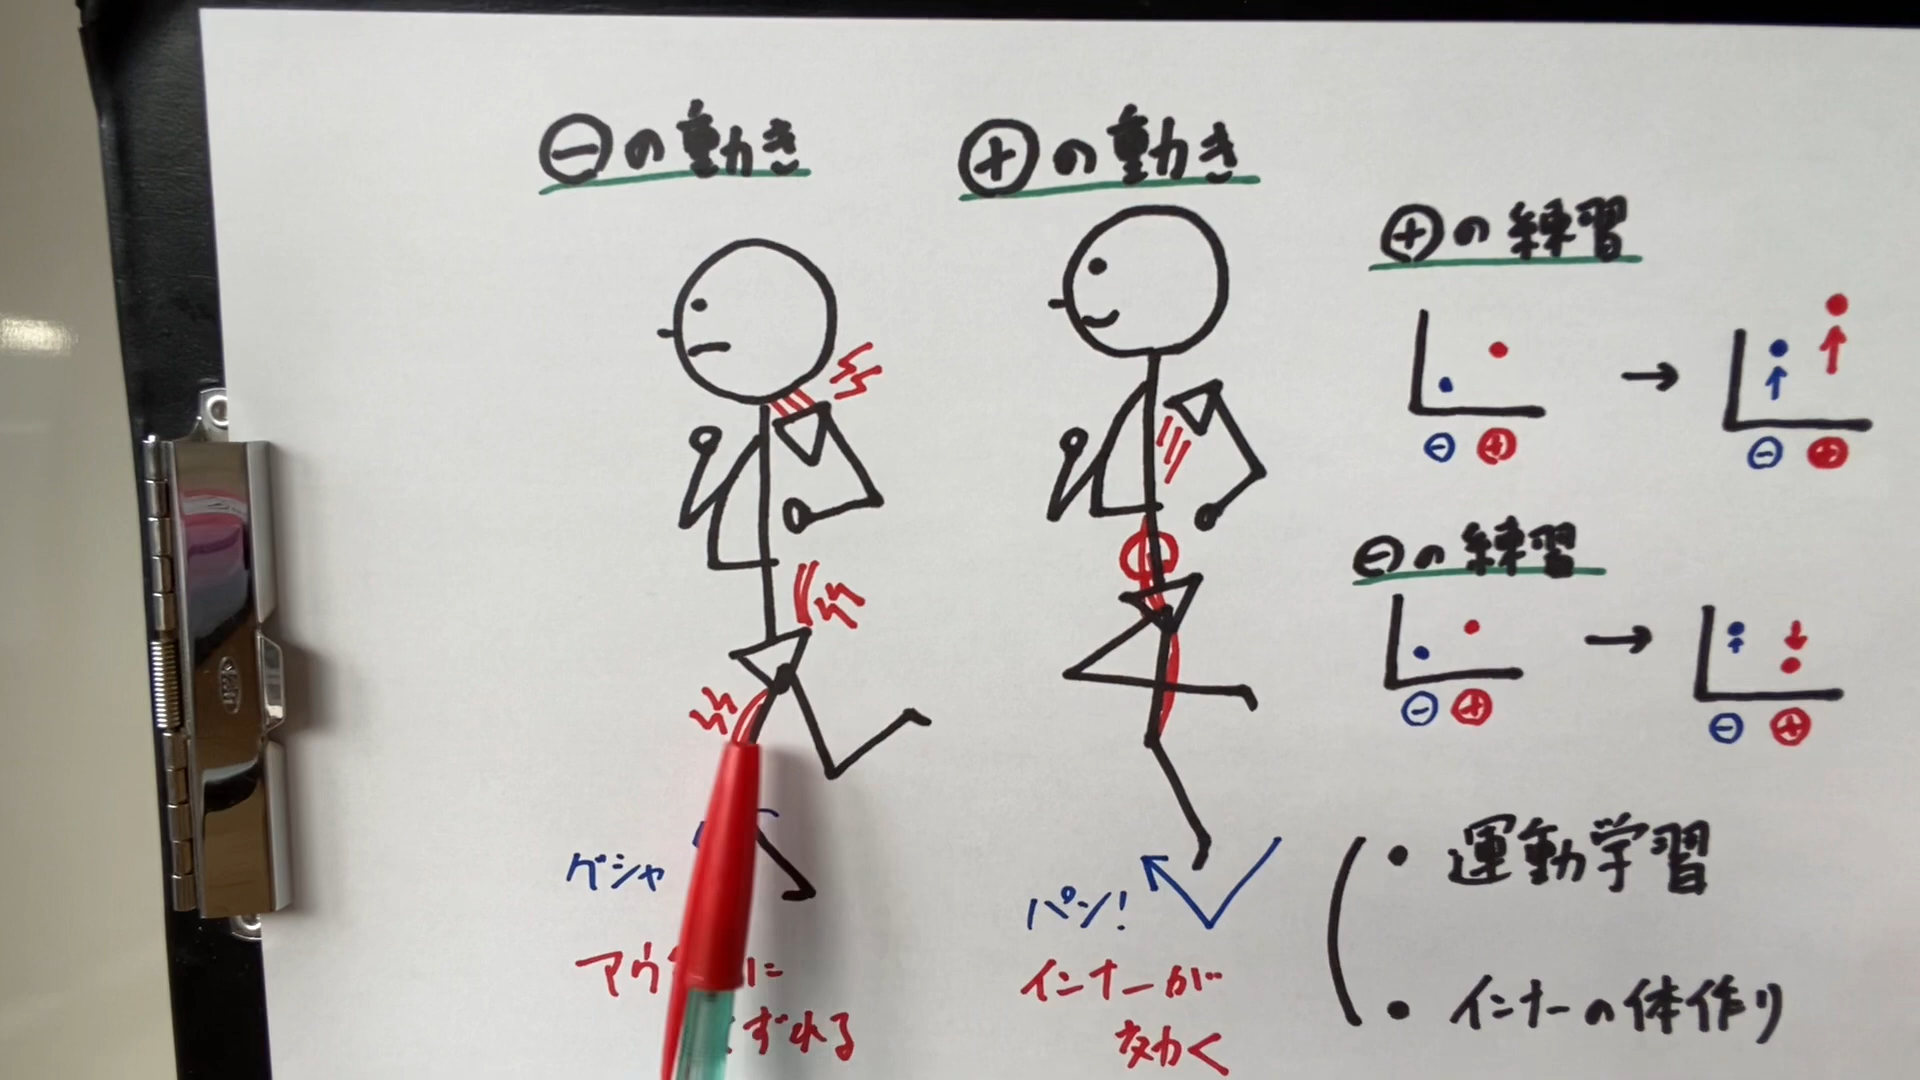 ⊖の動き
⊕の動き
ゲシャ
アウ に
ずれる
パン!
インナーが
効く
⊕の練習
→
⊖ ⊕ ⊖ ⊕
⊖の練習
→
⊖ ⊕ ⊖ ⊕
・運動学習
・インナーの体作り